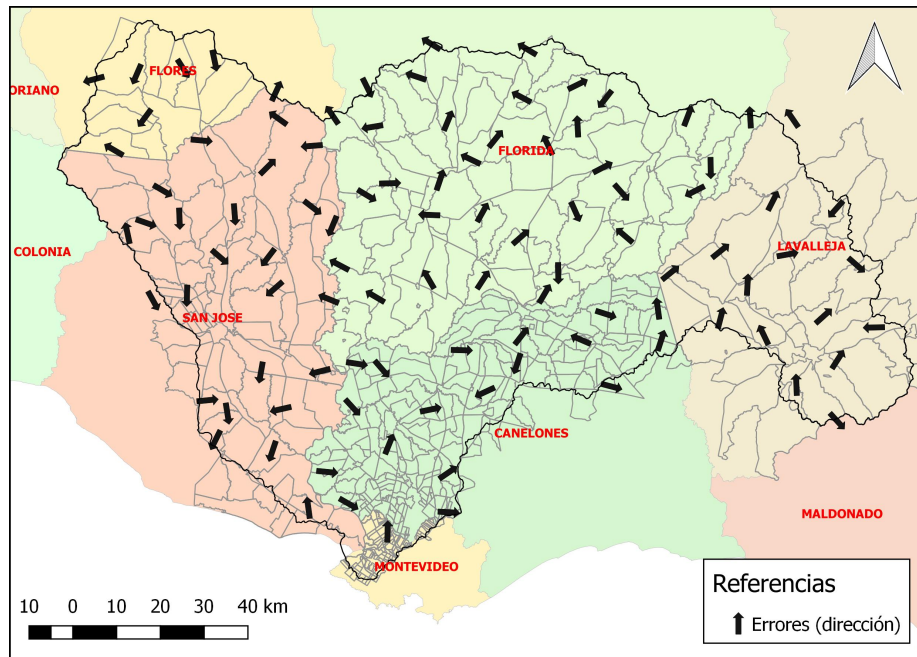 FLORES
ORIANO
FLORIDA
COLONIA
LAVALLEJA
SAN JOSE
CANELONES
MALDONADO
MONTEVIDEO
Referencias
Errores (dirección)
10 0 10 20 30 40 km